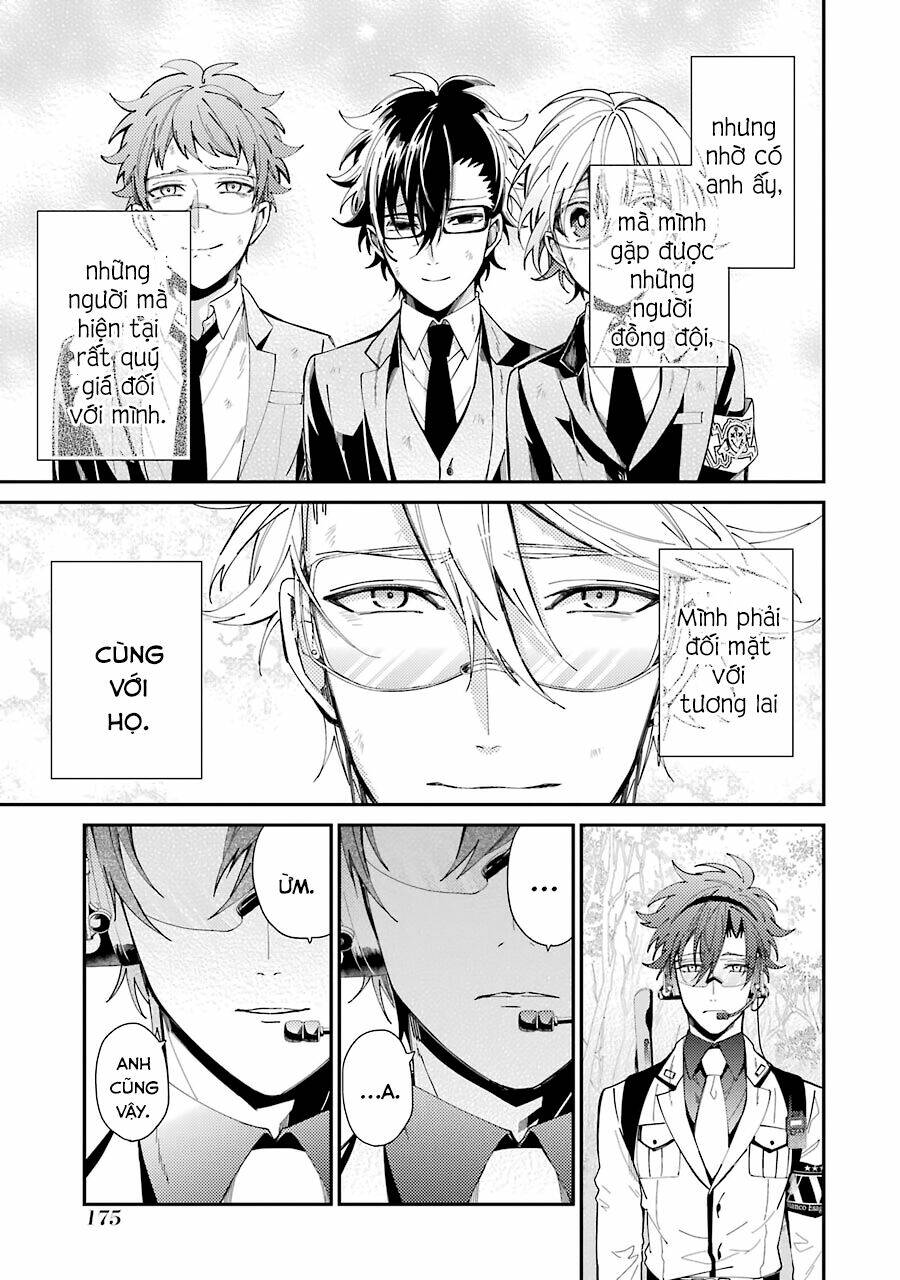 nhưng
nhờ có
anh ấy,
mà mình
gặp được
những
người
đồng đội,
những
người mà
hiện tại
rất quý
giá đối
với mình.
Mình phải
đối mặt
với
tương lai
CÙNG
VỚI
HỌ.
...
...A.
ỪM.
ANH
CŨNG
VẬY.
175